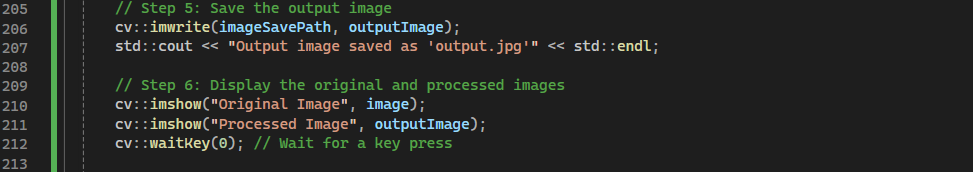 205 // Step 5: Save the output image
206 cv::imwrite(imageSavePath, outputImage);
207 std::cout << "Output image saved as 'output.jpg'" << std::endl;
208
209 // Step 6: Display the original and processed images
210 cv::imshow("Original Image", image);
211 cv::imshow("Processed Image", outputImage);
212 cv::waitKey(0); // Wait for a key press
213